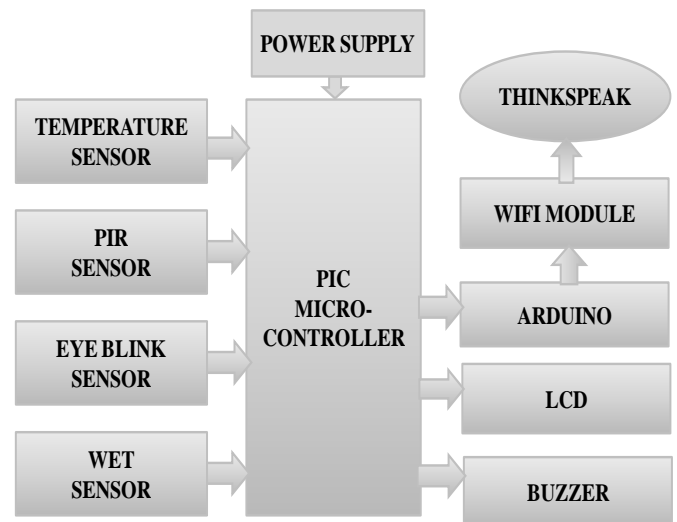 POWER SUPPLY
THINKSPEAK
TEMPERATURE
SENSOR
WIFI MODULE
PIR
SENSOR
PIC
MICRO-
CONTROLLER
ARDUINO
EYE BLINK
SENSOR
LCD
WET
SENSOR
BUZZER